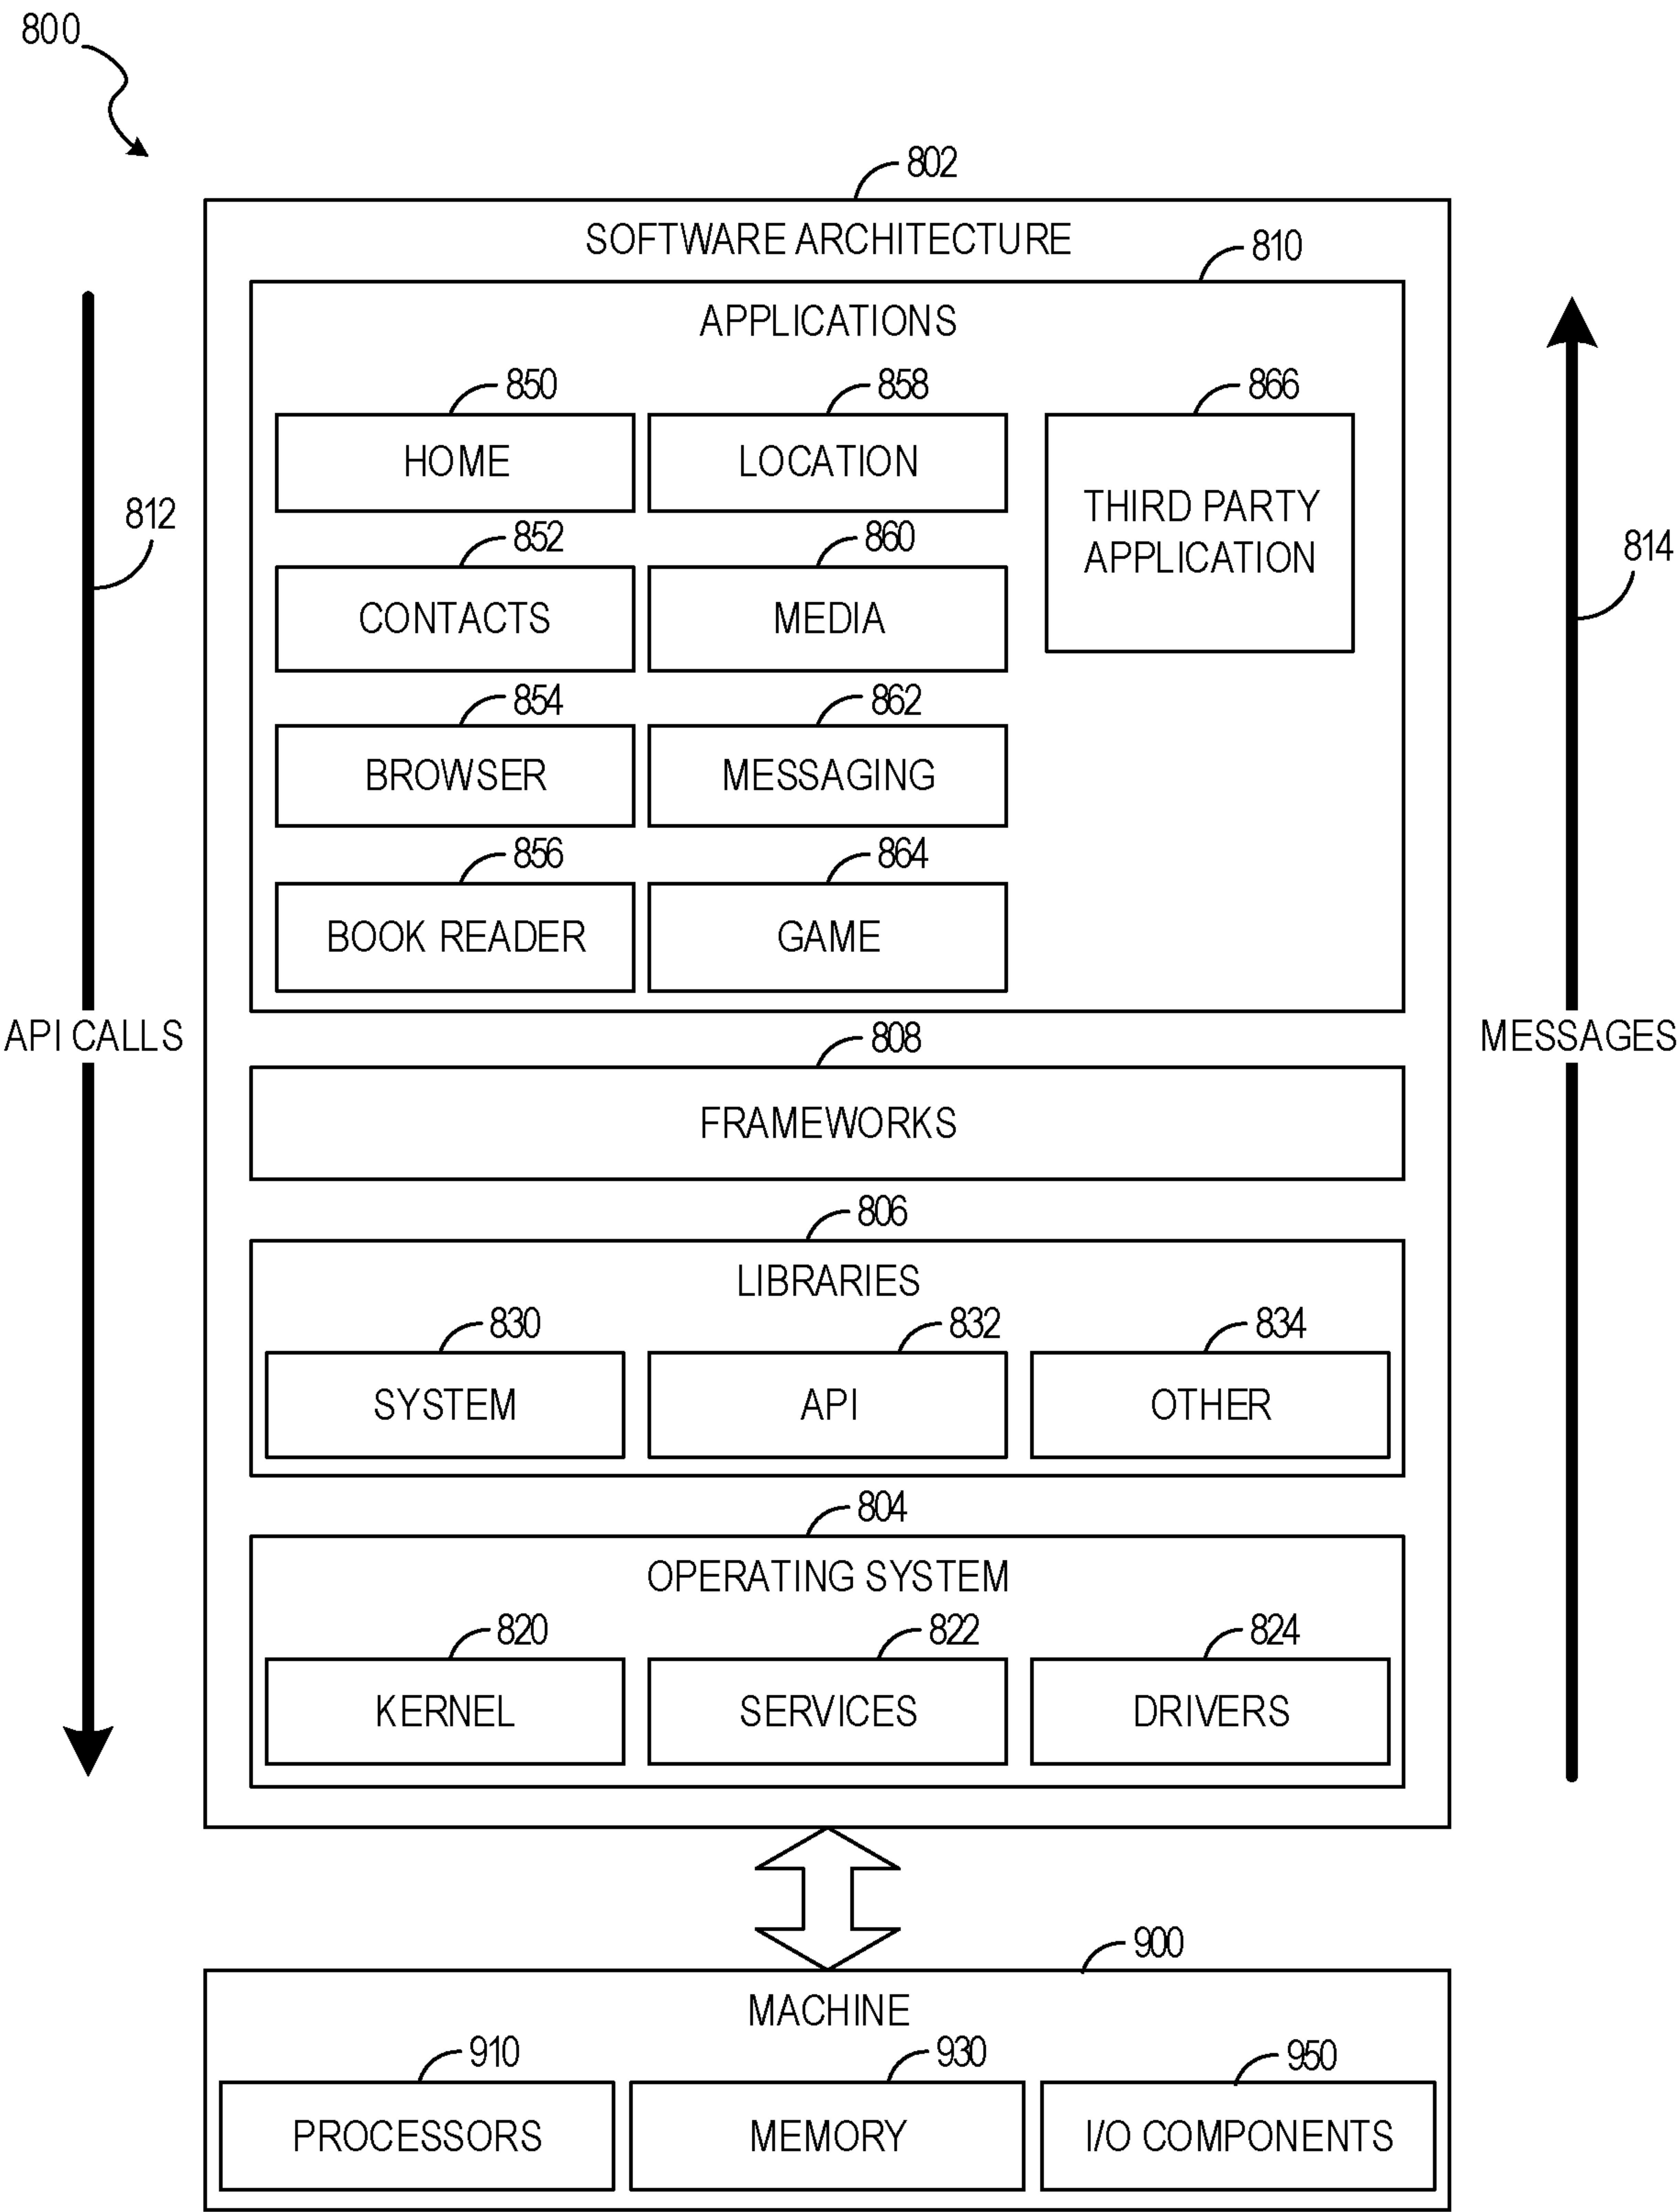 800
802
SOFTWARE ARCHITECTURE
810
APPLICATIONS
850
858
866
HOME
LOCATION
THIRD PARTY
APPLICATION
812
814
852
860
CONTACTS
MEDIA
854
862
BROWSER
MESSAGING
856
864
BOOK READER
GAME
API CALLS
MESSAGES
808
FRAMEWORKS
806
LIBRARIES
830
832
834
SYSTEM
API
OTHER
804
OPERATING SYSTEM
820
822
824
KERNEL
SERVICES
DRIVERS
900
MACHINE
910
930
950
PROCESSORS
MEMORY
I/O COMPONENTS